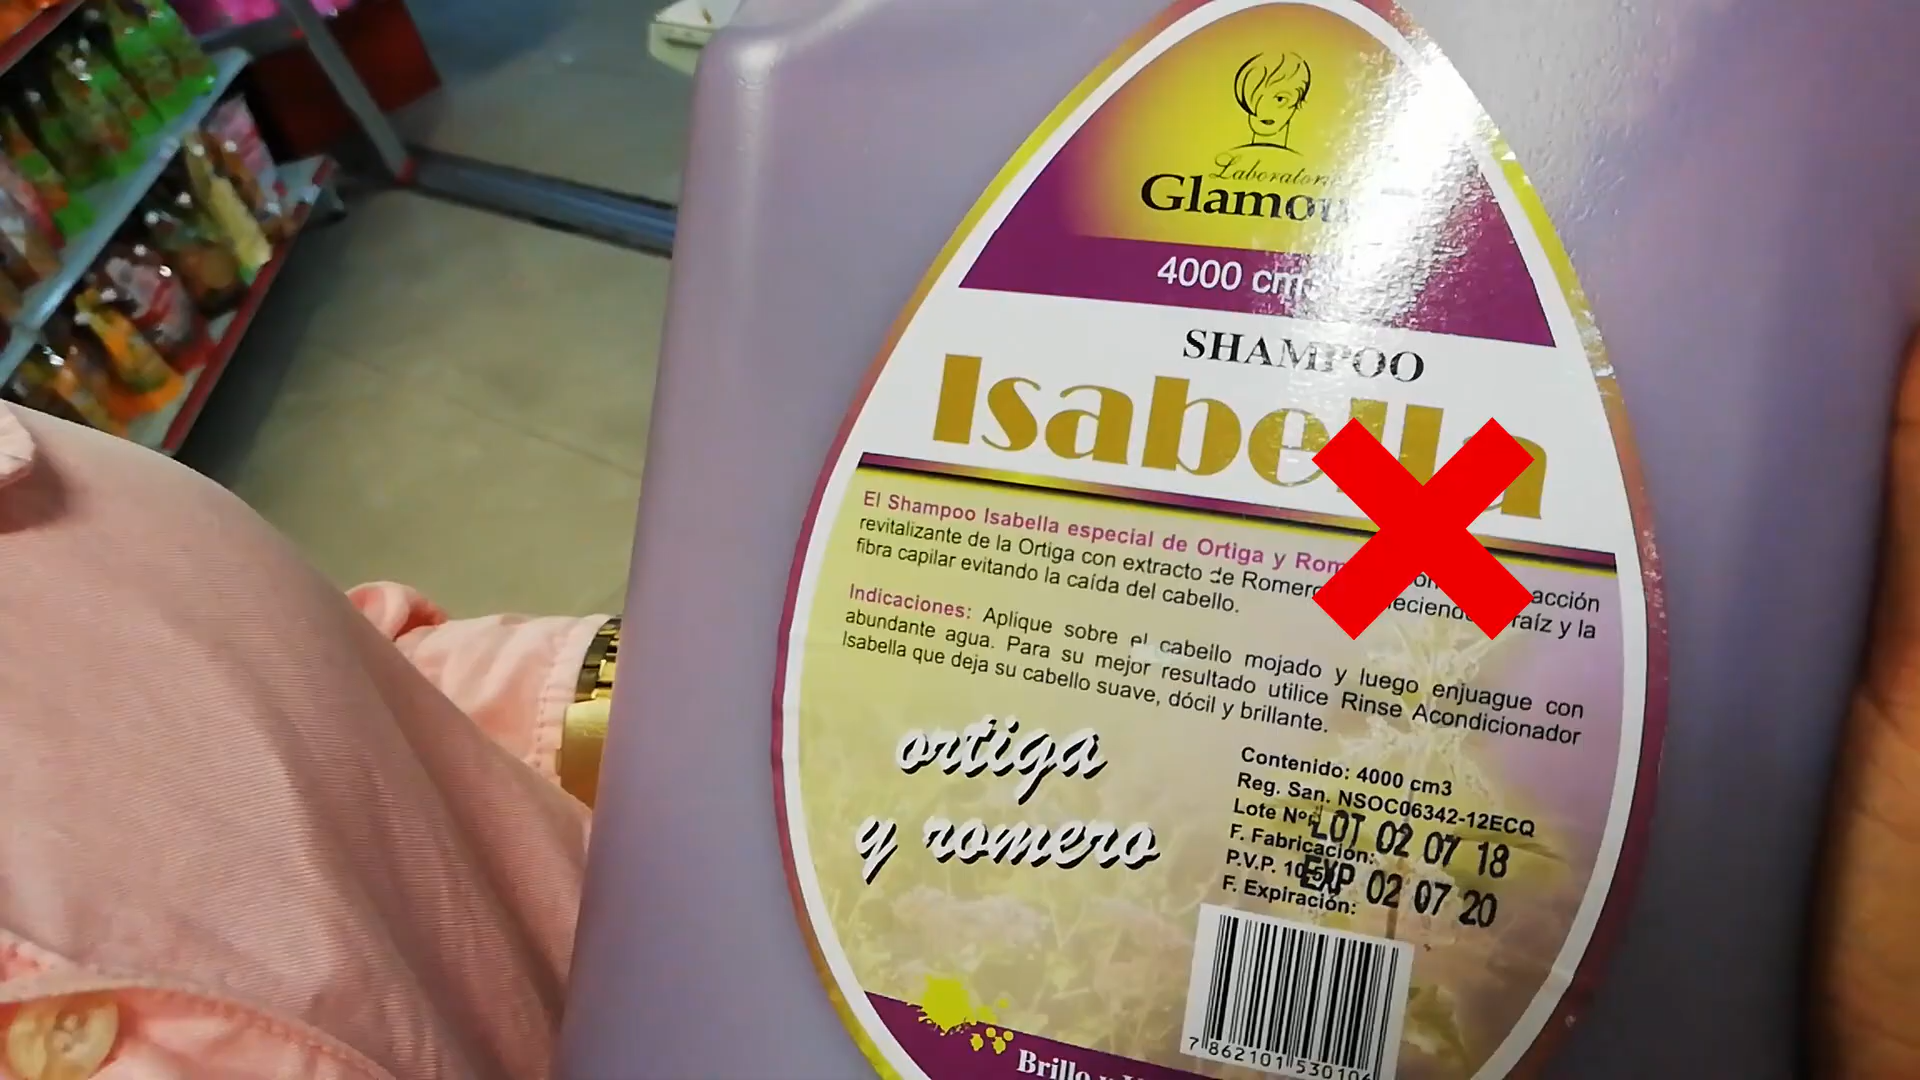 Laboratorio
Glamou
4000 cm
SHAMPOO
Isabella
El Shampoo Isabella especial de Ortiga y Rom
revitalizante de la Ortiga con extracto de Romero acción
fibra capilar evitando la caída del cabello. raíz y la
Indicaciones: Aplique sobre el cabello mojado y luego enjuague con
abundante agua. Para su mejor resultado utilice Rinse Acondicionador
Isabella que deja su cabello suave, dócil y brillante.
ortiga
y romero
Contenido: 4000 cm3
Reg. San. NSOC06342-12ECQ
Lote Nº: LOT 02 07 18
F. Fabricación:
P.V.P. EXP 02 07 20
F. Expiración:
7 862101 530106
Brillo y